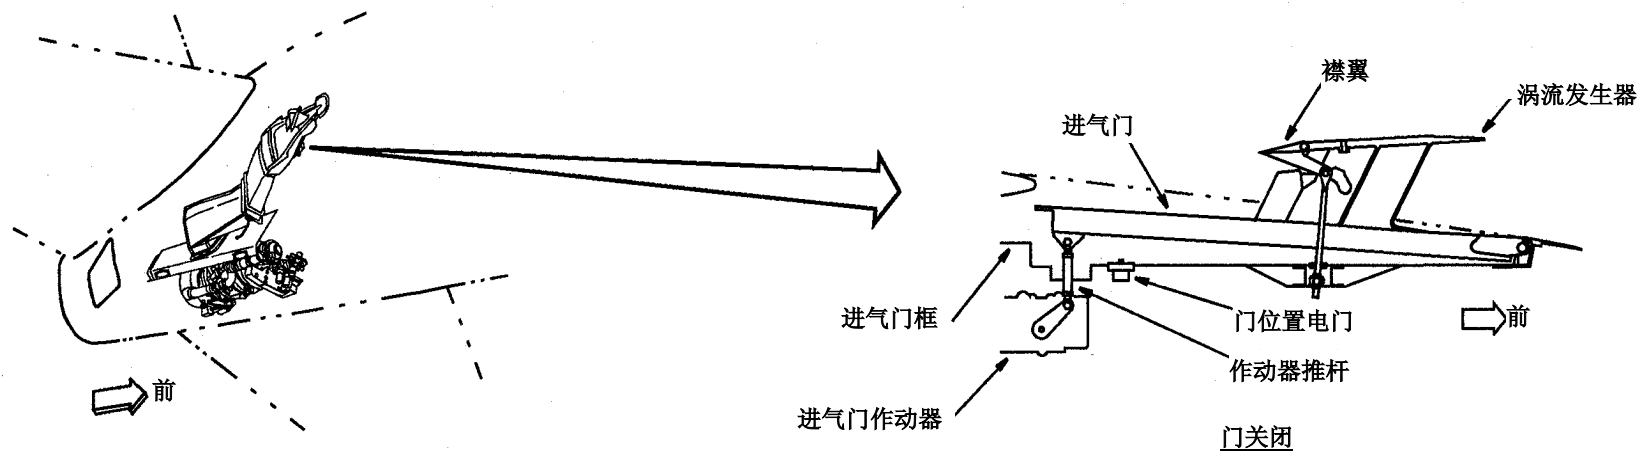 襟翼
涡流发生器
进气门
进气门框
门位置电门
前
作动器推杆
前
进气门作动器
门关闭